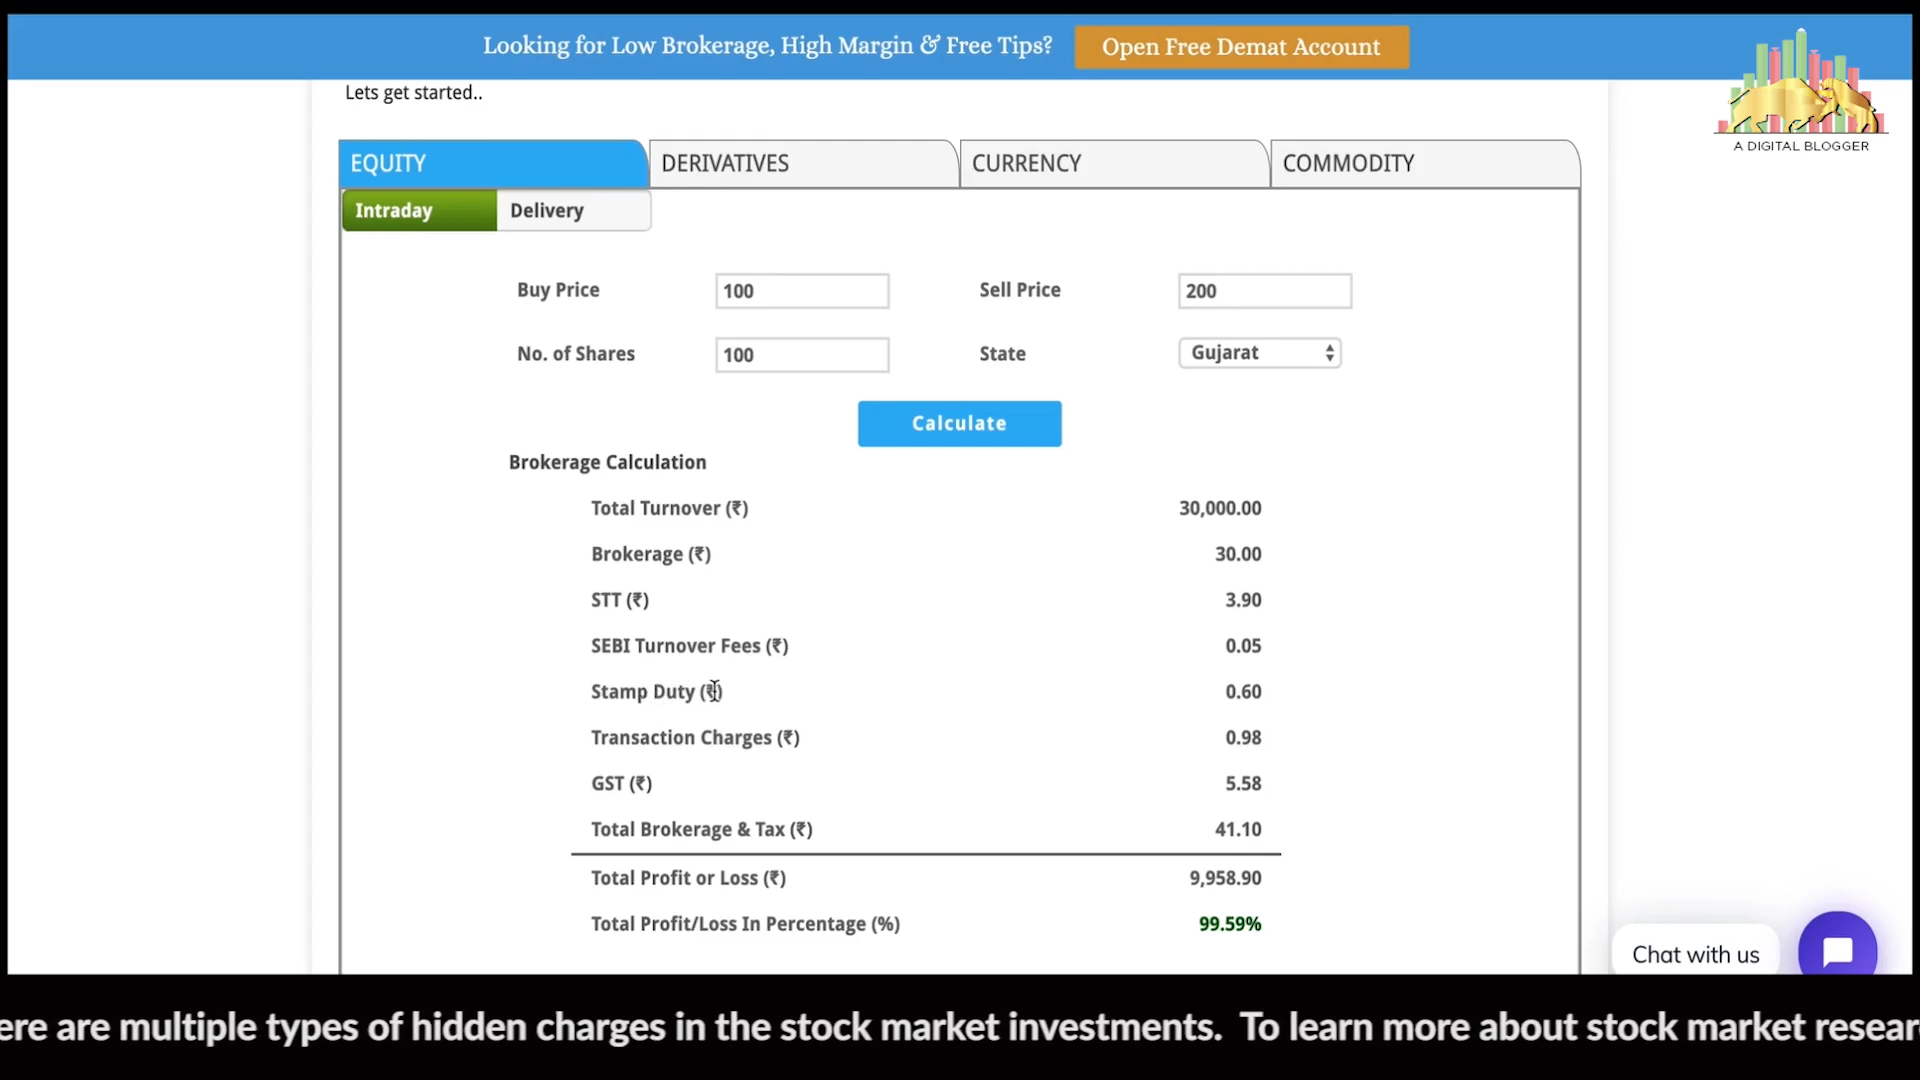 Looking for Low Brokerage, High Margin & Free Tips? Open Free Demat Account
A DIGITAL BLOGGER
Lets get started..
EQUITY DERIVATIVES CURRENCY COMMODITY
Intraday Delivery
Buy Price 100 Sell Price 200
No. of Shares 100 State Gujarat
Calculate
Brokerage Calculation
Total Turnover (₹) 30,000.00
Brokerage (₹) 30.00
STT (₹) 3.90
SEBI Turnover Fees (₹) 0.05
Stamp Duty (₹) 0.60
Transaction Charges (₹) 0.98
GST (₹) 5.58
Total Brokerage & Tax (₹) 41.10
Total Profit or Loss (₹) 9,958.90
Total Profit/Loss In Percentage (%) 99.59%
Chat with us
ere are multiple types of hidden charges in the stock market investments. To learn more about stock market resear